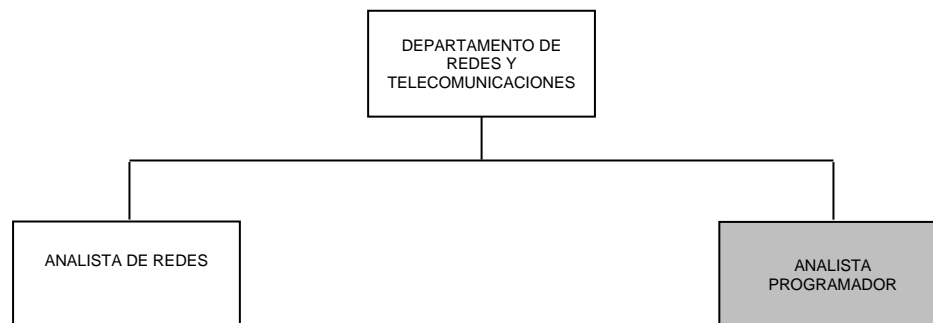 DEPARTAMENTO DE
REDES Y
TELECOMUNICACIONES
ANALISTA DE REDES
ANALISTA
PROGRAMADOR